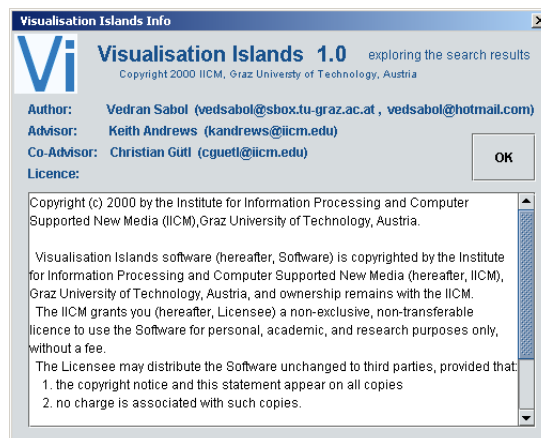 Visualisation Islands Info
Vi
Visualisation Islands 1.0 exploring the search results
Copyright 2000 IICM, Graz Universty of Technology, Austria
Author: Vedran Sabol (vedsabol@sbox.tu-graz.ac.at , vedsabol@hotmail.com)
Advisor: Keith Andrews (kandrews@iicm.edu)
Co-Advisor: Christian Gütl (cguetl@iicm.edu)
OK
Licence:
Copyright (c) 2000 by the Institute for Information Processing and Computer
Supported New Media (IICM),Graz University of Technology, Austria.
Visualisation Islands software (hereafter, Software) is copyrighted by the Institute
for Information Processing and Computer Supported New Media (hereafter, IICM),
Graz University of Technology, Austria, and ownership remains with the IICM.
The IICM grants you (hereafter, Licensee) a non-exclusive, non-transferable
licence to use the Software for personal, academic, and research purposes only,
without a fee.
The Licensee may distribute the Software unchanged to third parties, provided that:
1. the copyright notice and this statement appear on all copies
2. no charge is associated with such copies.